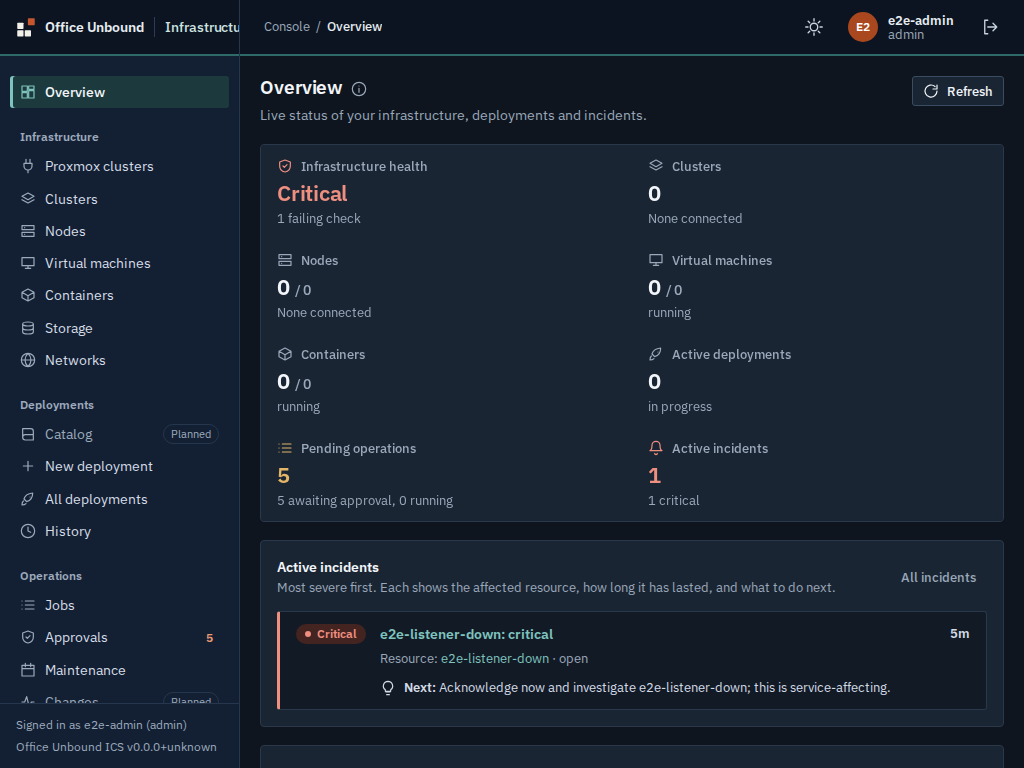 Office Unbound
Infrastructu
Console / Overview
E2
e2e-admin
admin
Overview
Infrastructure
Proxmox clusters
Clusters
Nodes
Virtual machines
Containers
Storage
Networks
Deployments
Catalog
Planned
New deployment
All deployments
History
Operations
Jobs
Approvals
5
Maintenance
Changes
Planned
Signed in as e2e-admin (admin)
Office Unbound ICS v0.0.0+unknown
Overview
Refresh
Live status of your infrastructure, deployments and incidents.
Infrastructure health
Critical
1 failing check
Clusters
0
None connected
Nodes
0 / 0
None connected
Virtual machines
0 / 0
running
Containers
0 / 0
running
Active deployments
0
in progress
Pending operations
5
5 awaiting approval, 0 running
Active incidents
1
1 critical
Active incidents
Most severe first. Each shows the affected resource, how long it has lasted, and what to do next.
All incidents
Critical
e2e-listener-down: critical
5m
Resource: e2e-listener-down · open
Next: Acknowledge now and investigate e2e-listener-down; this is service-affecting.